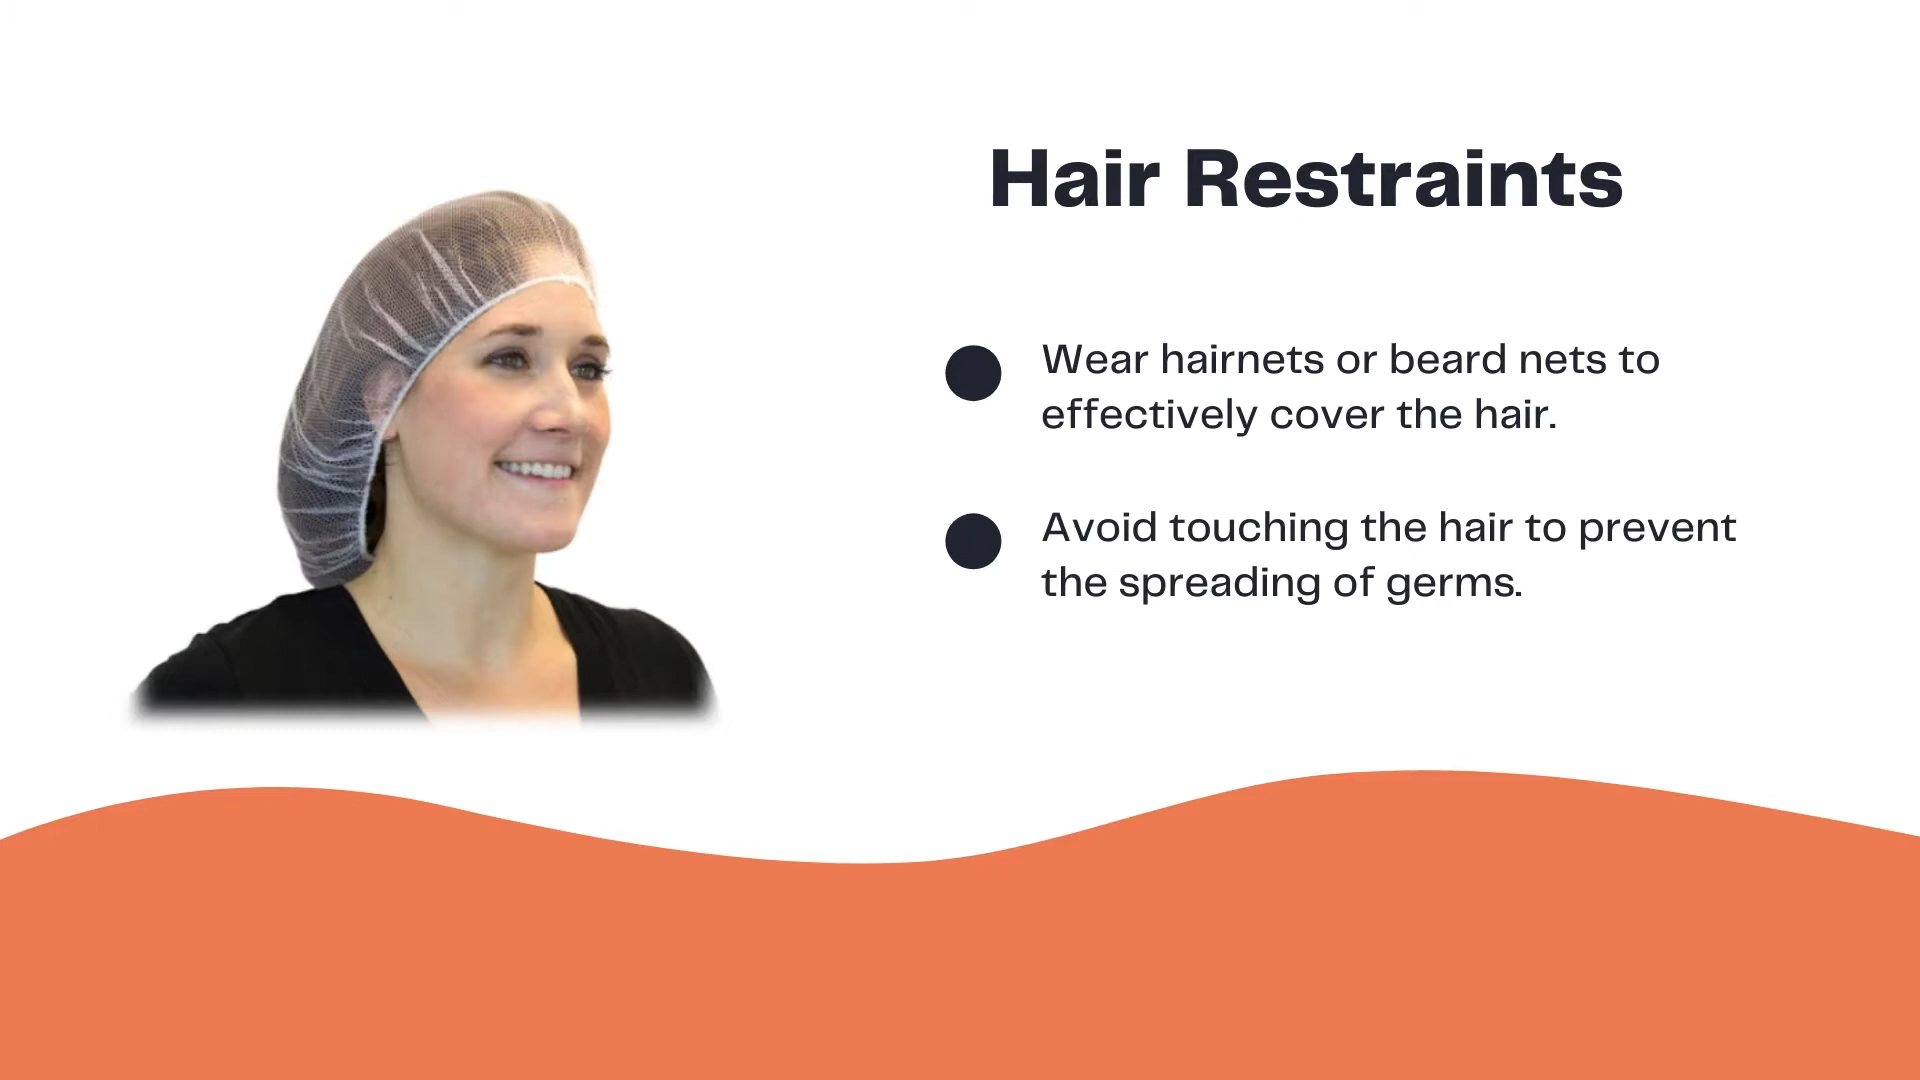 Hair Restraints
Wear hairnets or beard nets to
effectively cover the hair.
Avoid touching the hair to prevent
the spreading of germs.